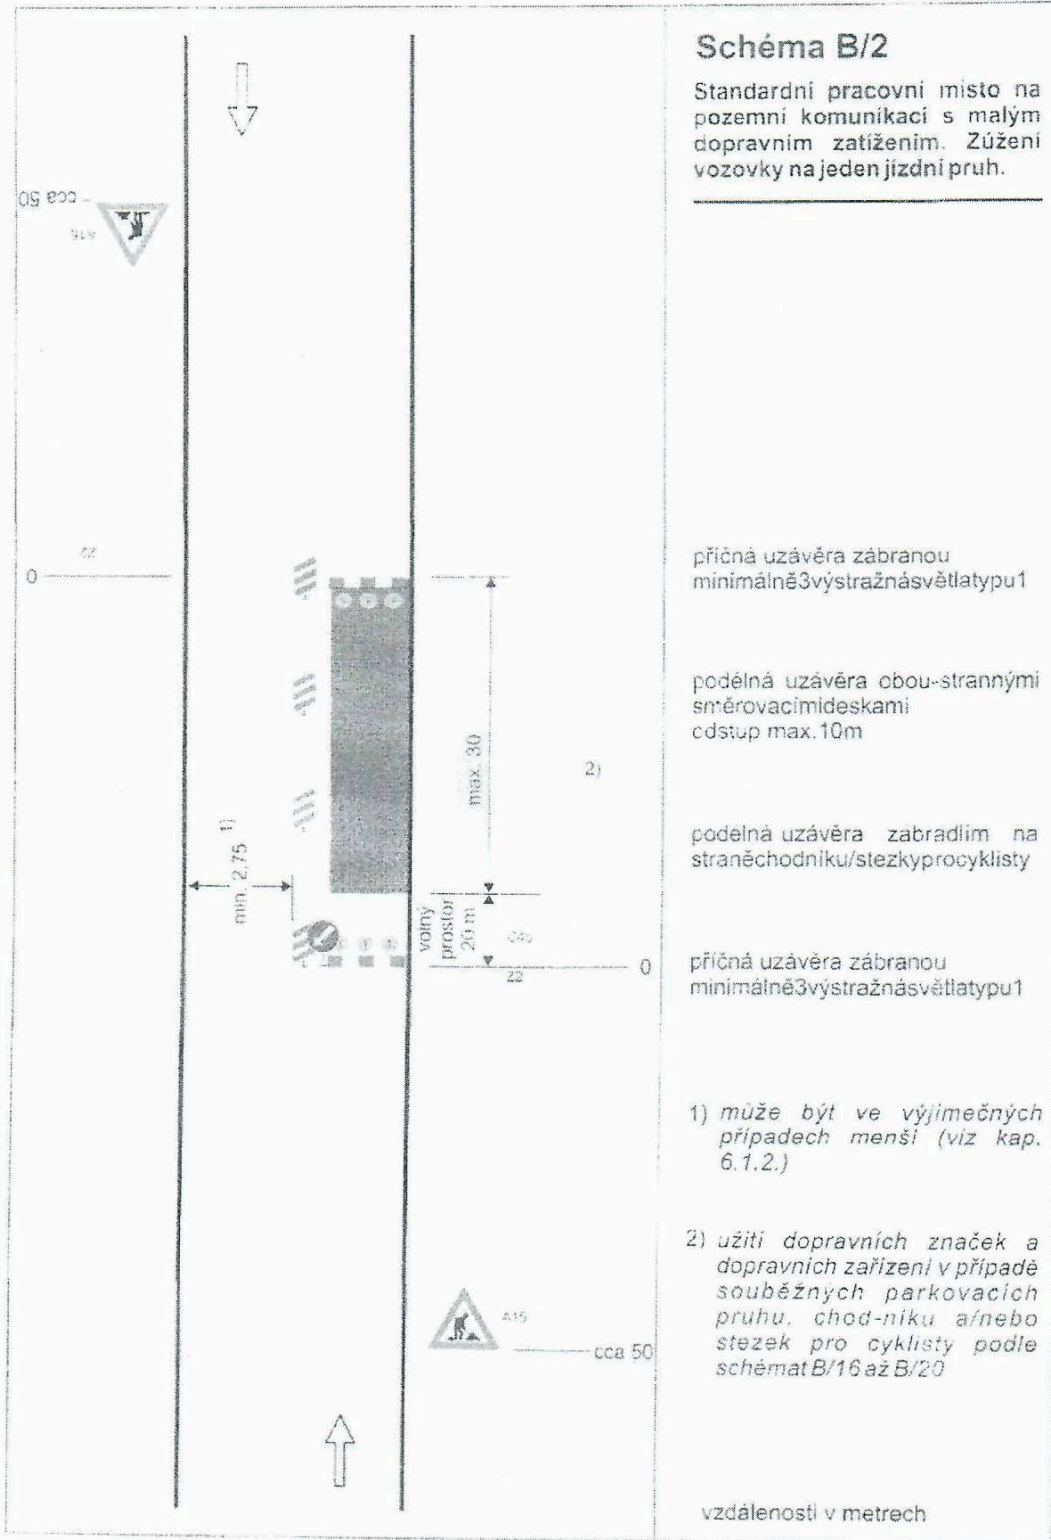 Schéma B/2
Standardní pracovní místo na
pozemní komunikaci s malým
dopravním zatížením. Zúžení
vozovky na jeden jízdní pruh.
cca 50
A15
22
0
příčná uzávěra zábranou
minimálně3výstražnásvětlatypu1
podélná uzávěra obou-strannými
směrovacímideskami
odstup max.10m
max. 30
2)
podélná uzávěra zábradlím na
straněchodníku/stezkyprocyklisty
min. 2,75 1)
volný
prostor
20 m
22
0
příčná uzávěra zábranou
minimálně3výstražnásvětlatypu1
1) může být ve výjimečných
případech menší (viz kap.
6.1.2.)
2) užití dopravních značek a
dopravních zařízení v případě
souběžných parkovacích
pruhu, chod-níku a/nebo
stezek pro cyklisty podle
schémat B/16 až B/20
A15
cca 50
vzdálenosti v metrech